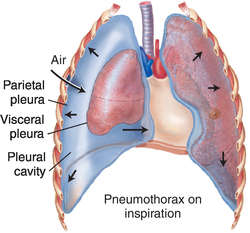 Air
Parietal
pleura
Visceral
pleura
Pleural
cavity
Pneumothorax on
inspiration